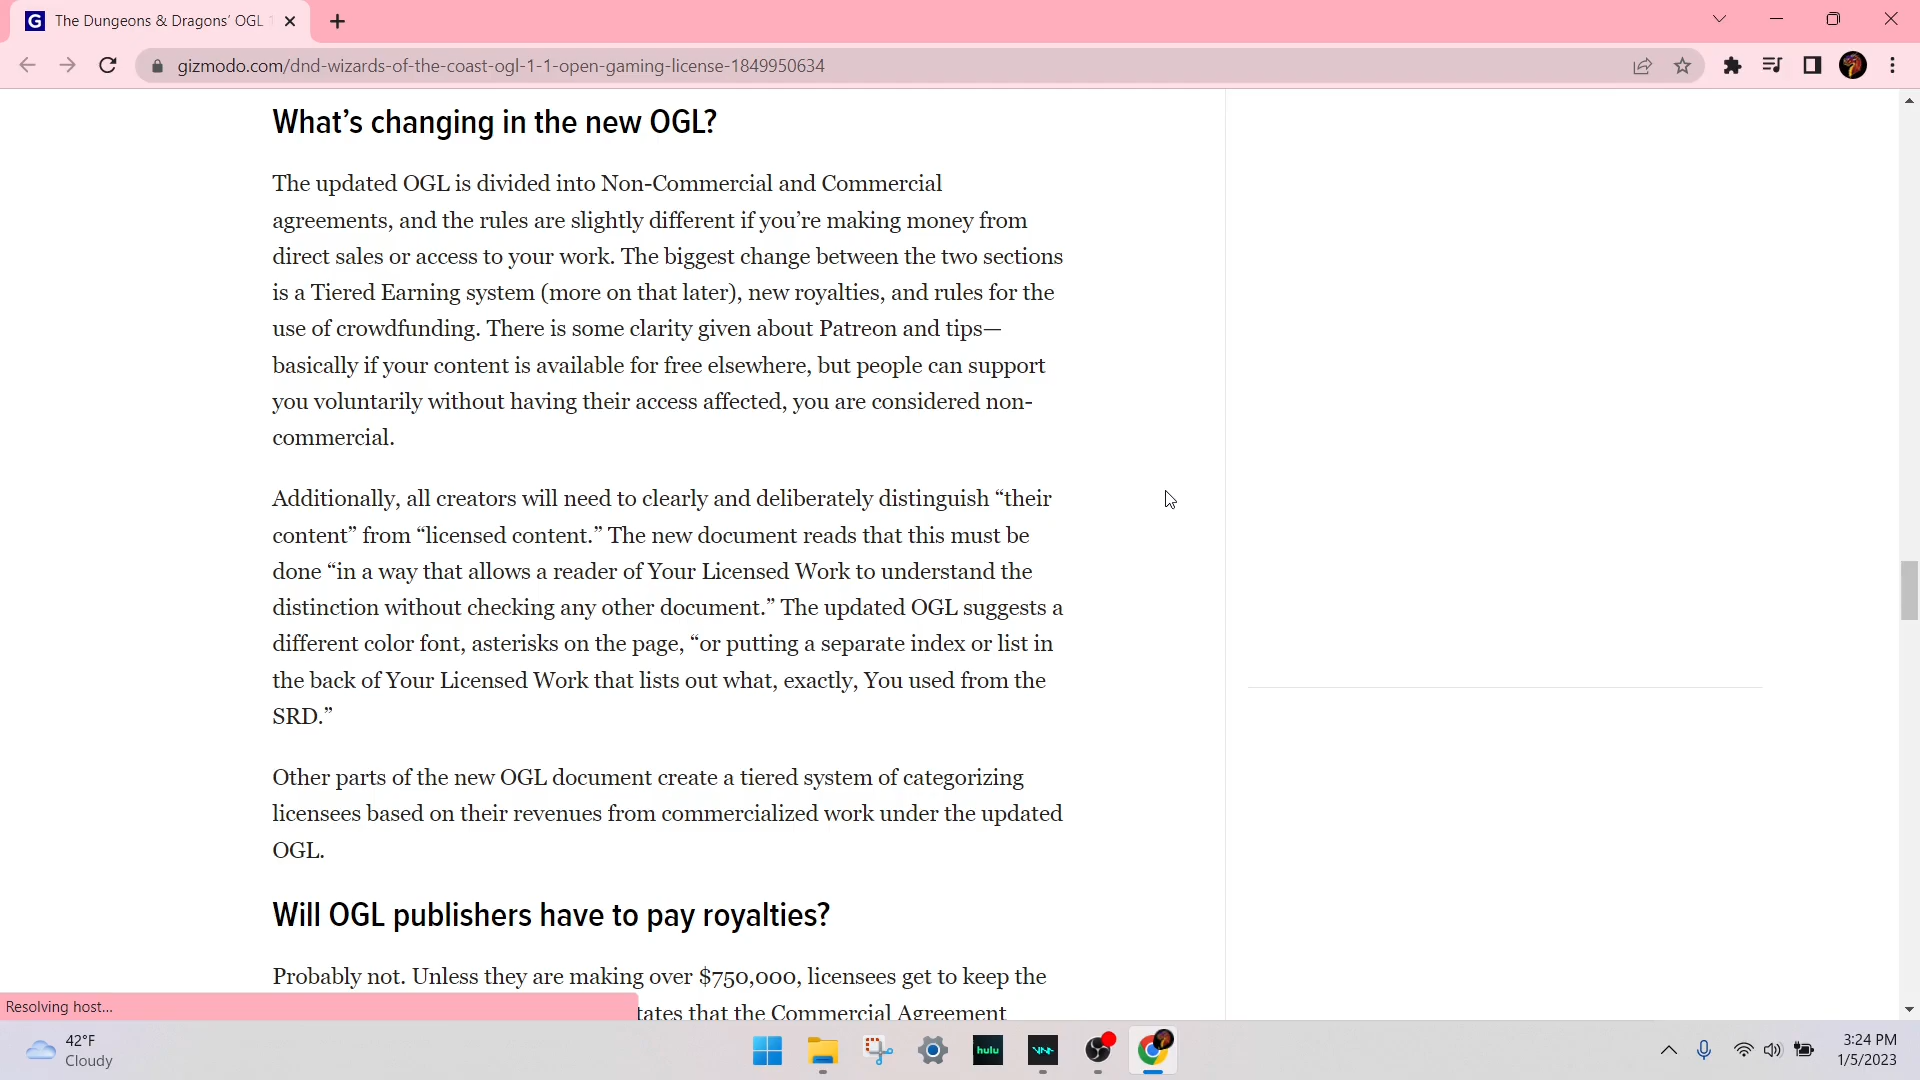 G The Dungeons & Dragons' OGL
gizmodo.com/dnd-wizards-of-the-coast-ogl-1-1-open-gaming-license-1849950634
What's changing in the new OGL?
The updated OGL is divided into Non-Commercial and Commercial
agreements, and the rules are slightly different if you're making money from
direct sales or access to your work. The biggest change between the two sections
is a Tiered Earning system (more on that later), new royalties, and rules for the
use of crowdfunding. There is some clarity given about Patreon and tips—
basically if your content is available for free elsewhere, but people can support
you voluntarily without having their access affected, you are considered non-
commercial.
Additionally, all creators will need to clearly and deliberately distinguish “their
content” from “licensed content.” The new document reads that this must be
done “in a way that allows a reader of Your Licensed Work to understand the
distinction without checking any other document.” The updated OGL suggests a
different color font, asterisks on the page, “or putting a separate index or list in
the back of Your Licensed Work that lists out what, exactly, You used from the
SRD.”
Other parts of the new OGL document create a tiered system of categorizing
licensees based on their revenues from commercialized work under the updated
OGL.
Will OGL publishers have to pay royalties?
Probably not. Unless they are making over $750,000, licensees get to keep the
tates that the Commercial Agreement
Resolving host...
42°F
Cloudy
hulu
VN
3:24 PM
1/5/2023